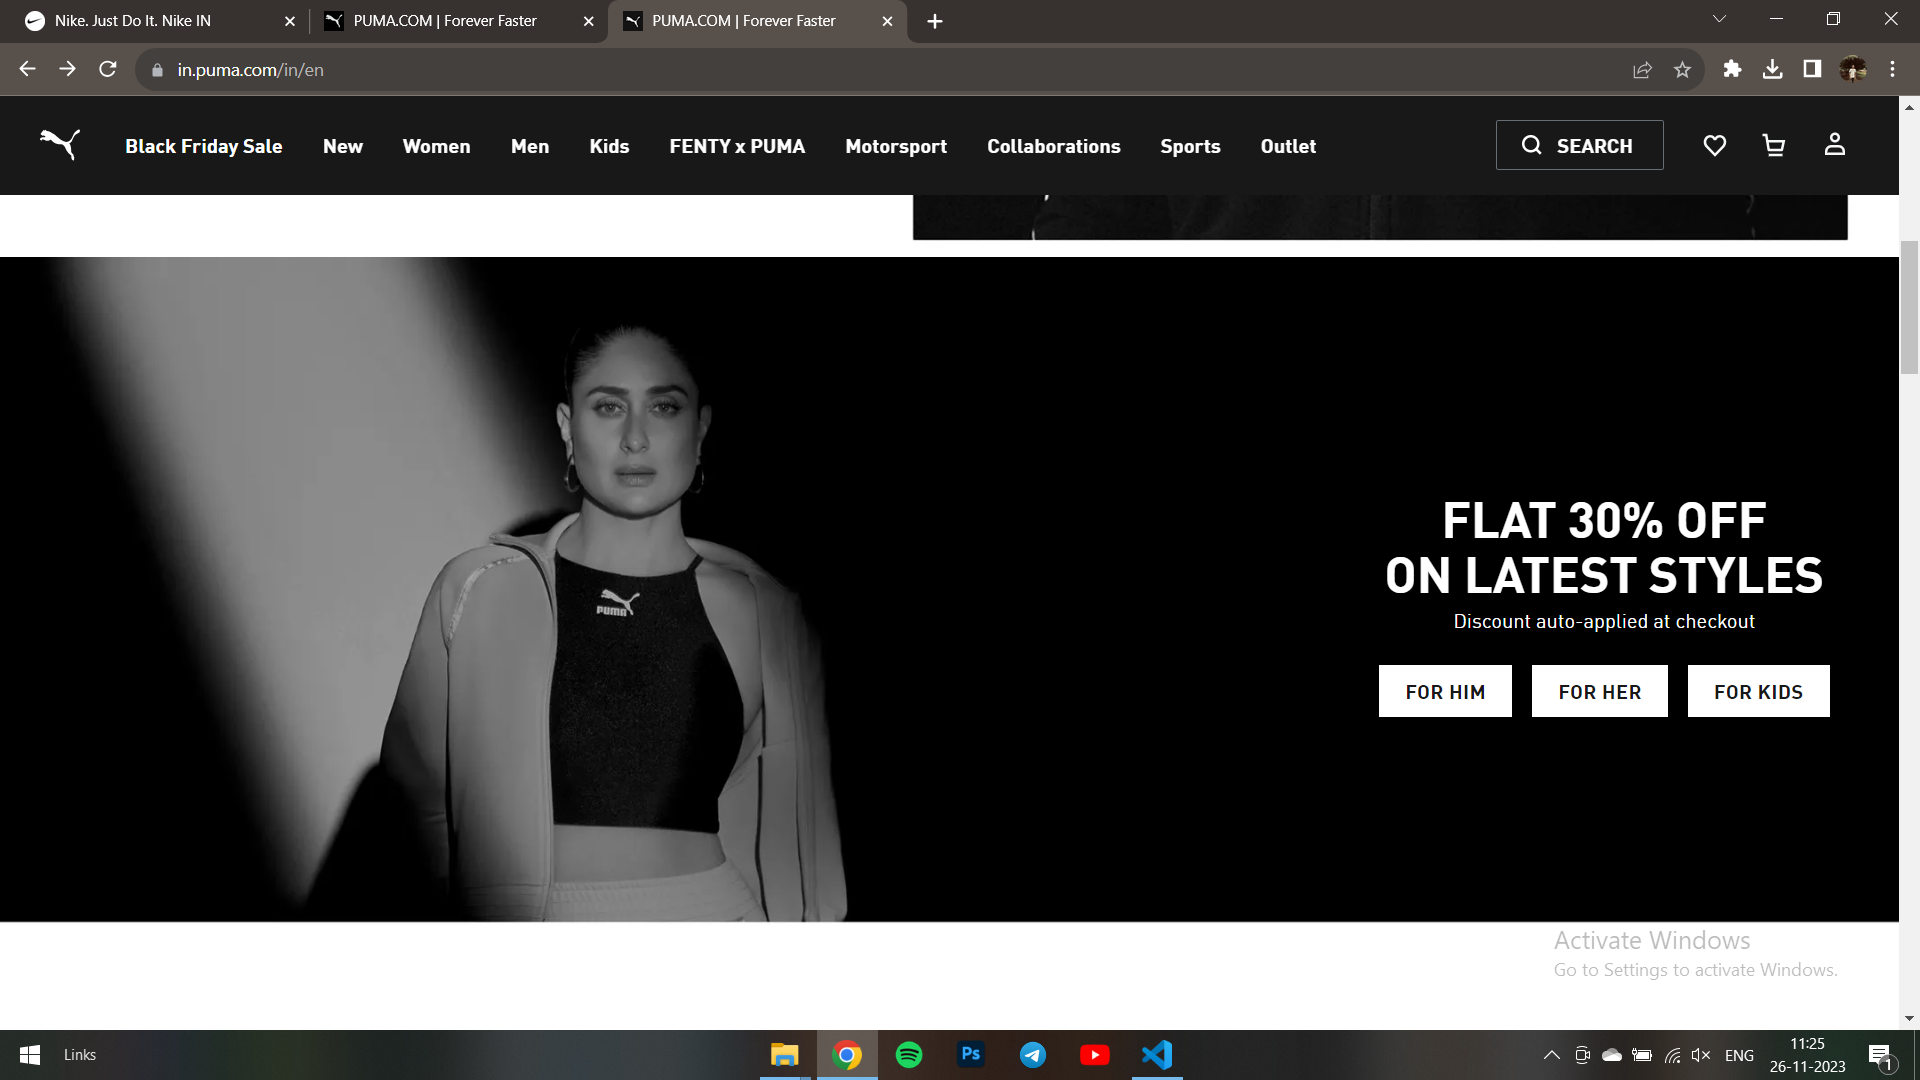 Nike. Just Do It. Nike IN
PUMA.COM | Forever Faster
PUMA.COM | Forever Faster
in.puma.com/in/en
Black Friday Sale
New
Women
Men
Kids
FENTY x PUMA
Motorsport
Collaborations
Sports
Outlet
SEARCH
PUMA
FLAT 30% OFF
ON LATEST STYLES
Discount auto-applied at checkout
FOR HIM
FOR HER
FOR KIDS
Activate Windows
Go to Settings to activate Windows.
Links
Ps
ENG
11:25
26-11-2023
1